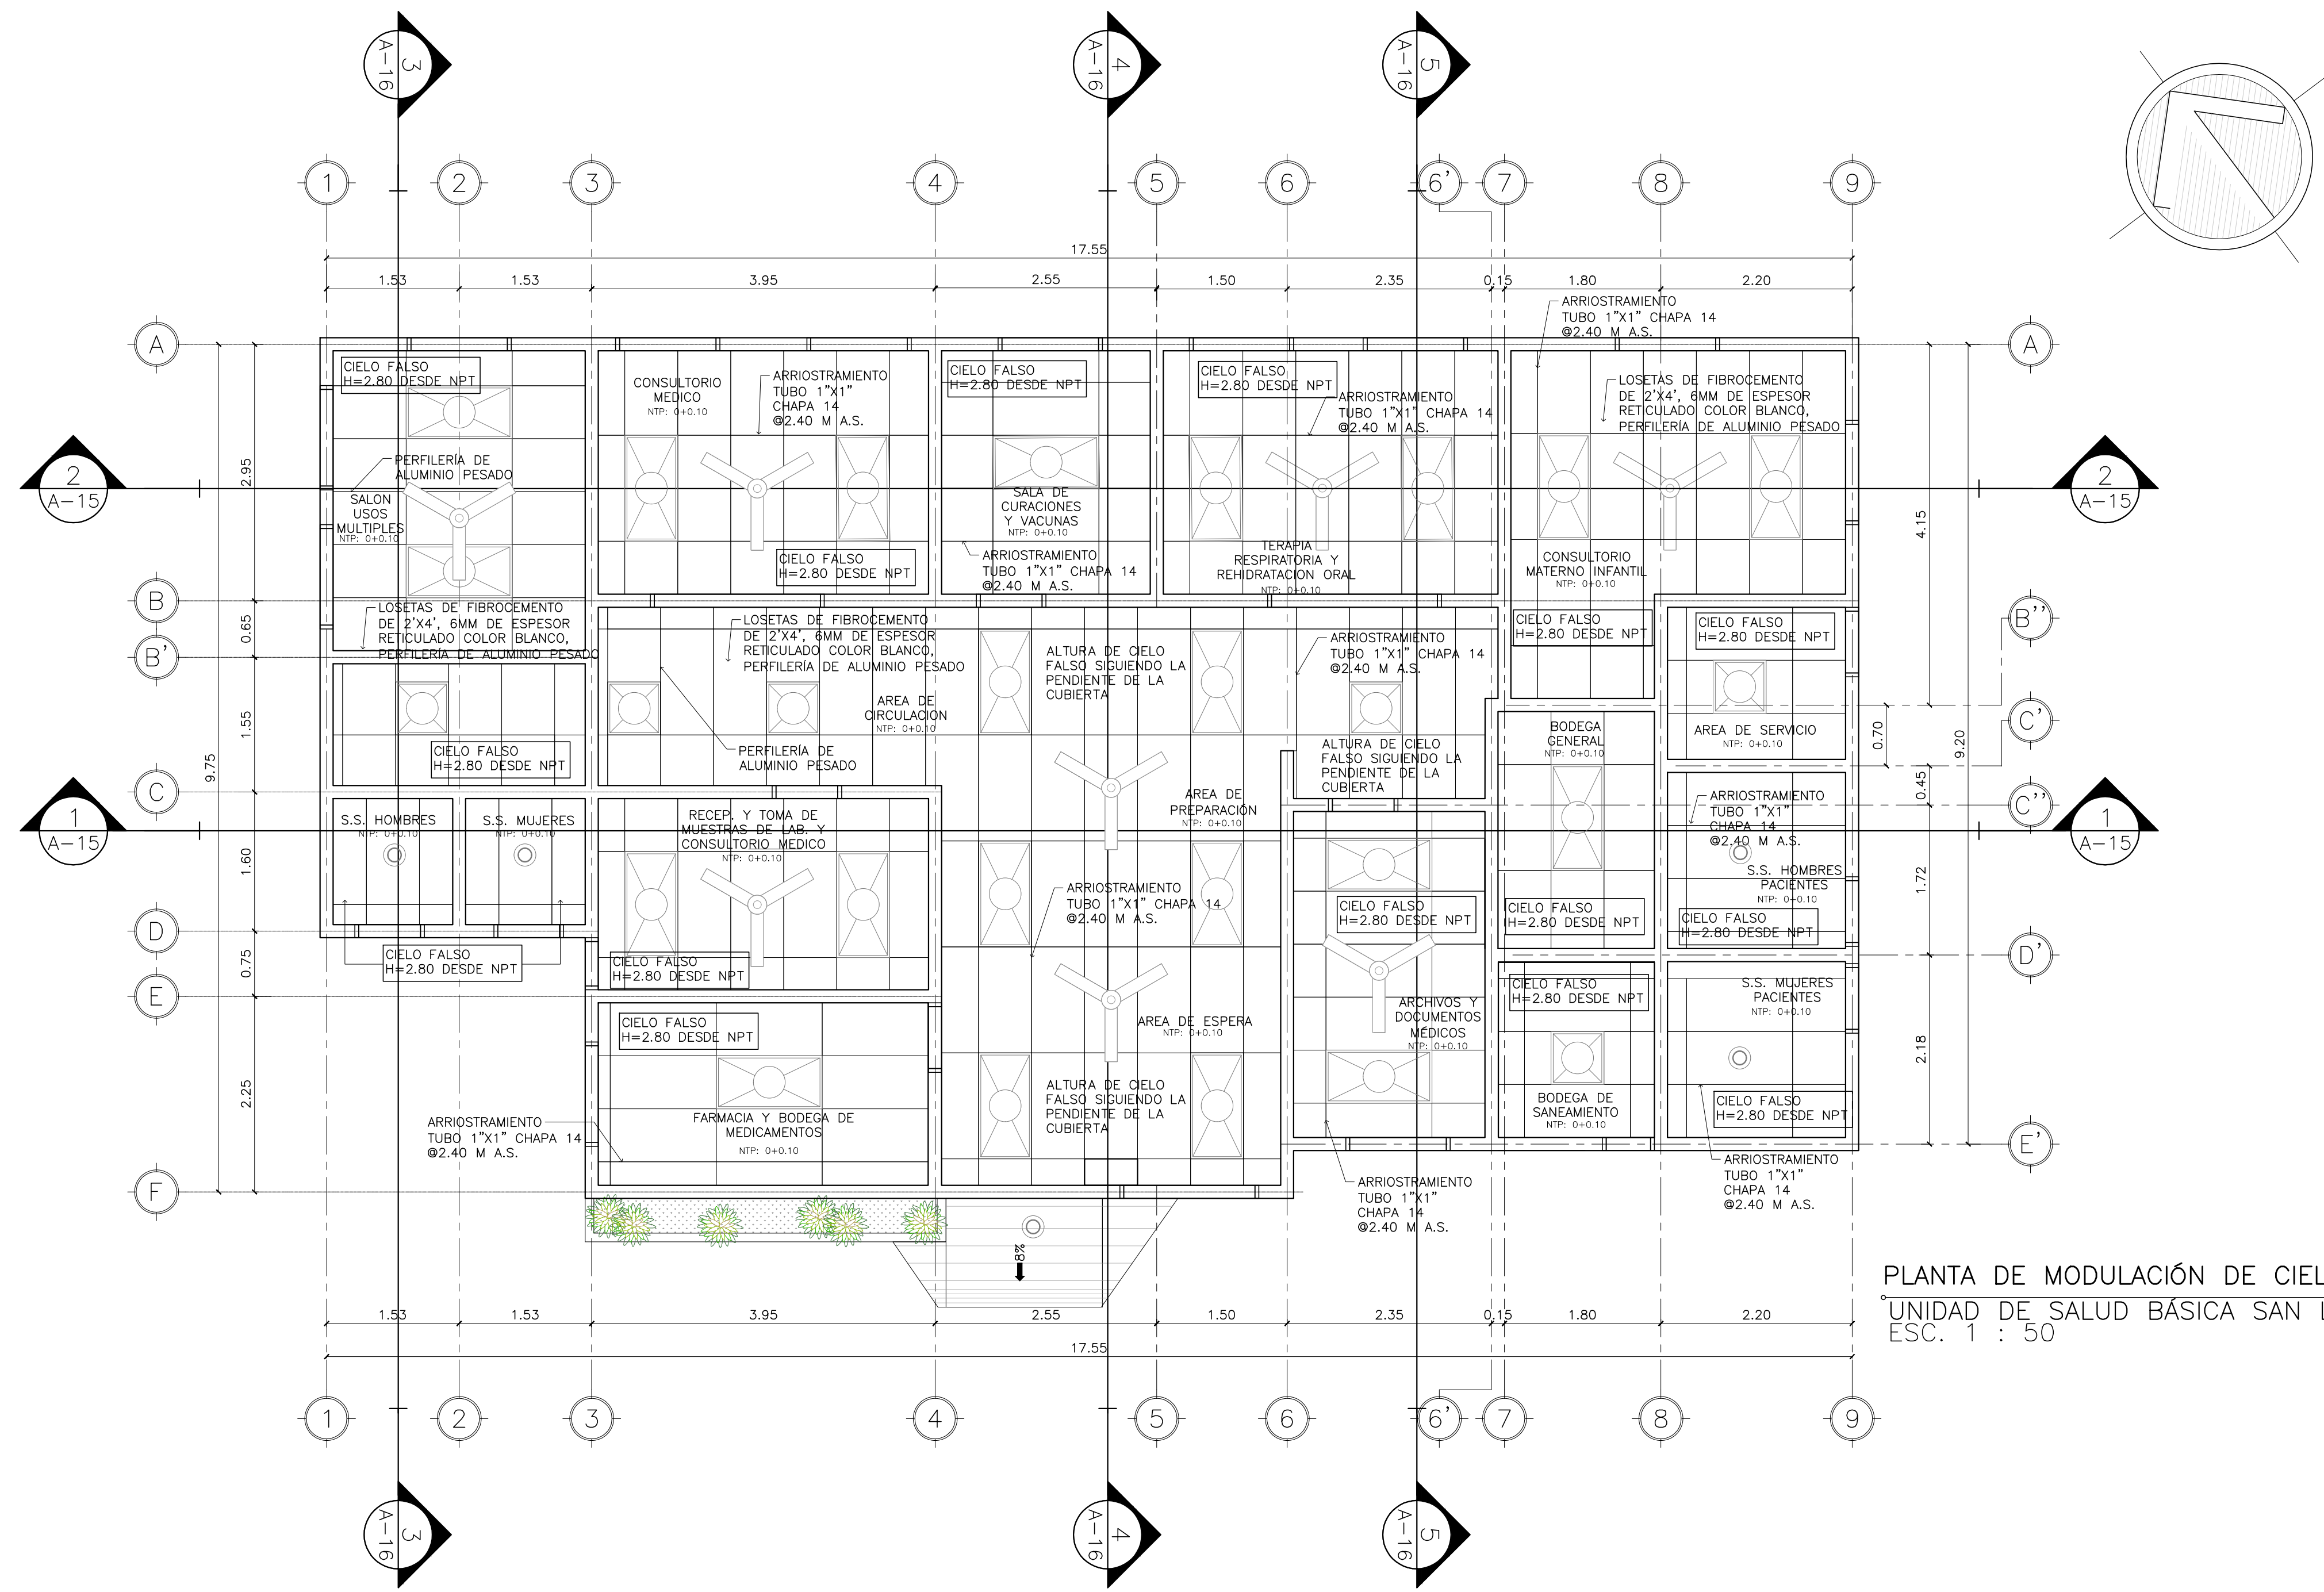 3
A-16
4
A-16
5
A-16
1
2
3
4
5
6
6'
7
8
9
17.55
1.53
1.53
3.95
2.55
1.50
2.35
0.15
1.80
2.20
ARRIOSTRAMIENTO
TUBO 1"X1" CHAPA 14
@2.40 M A.S.
A
A
CIELO FALSO
H=2.80 DESDE NPT
CONSULTORIO
MEDICO
NTP: 0+0.10
ARRIOSTRAMIENTO
TUBO 1"X1"
CHAPA 14
@2.40 M A.S.
CIELO FALSO
H=2.80 DESDE NPT
CIELO FALSO
H=2.80 DESDE NPT
ARRIOSTRAMIENTO
TUBO 1"X1" CHAPA 14
@2.40 M A.S.
LOSETAS DE FIBROCEMENTO
DE 2'X4', 6MM DE ESPESOR
RETICULADO COLOR BLANCO,
PERFILERÍA DE ALUMINIO PESADO
2
A-15
2.95
PERFILERÍA DE
ALUMINIO PESADO
SALON
USOS
MULTIPLES
NTP: 0+0.10
SALA DE
CURACIONES
Y VACUNAS
NTP: 0+0.10
4.15
2
A-15
CIELO FALSO
H=2.80 DESDE NPT
ARRIOSTRAMIENTO
TUBO 1"X1" CHAPA 14
@2.40 M A.S.
TERAPIA
RESPIRATORIA Y
REHIDRATACION ORAL
NTP: 0+0.10
CONSULTORIO
MATERNO INFANTIL
NTP: 0+0.10
B
0.65
B'
LOSETAS DE FIBROCEMENTO
DE 2'X4', 6MM DE ESPESOR
RETICULADO COLOR BLANCO,
PERFILERÍA DE ALUMINIO PESADO
LOSETAS DE FIBROCEMENTO
DE 2'X4', 6MM DE ESPESOR
RETICULADO COLOR BLANCO,
PERFILERÍA DE ALUMINIO PESADO
ALTURA DE CIELO
FALSO SIGUIENDO LA
PENDIENTE DE LA
CUBIERTA
ARRIOSTRAMIENTO
TUBO 1"X1" CHAPA 14
@2.40 M A.S.
CIELO FALSO
H=2.80 DESDE NPT
CIELO FALSO
H=2.80 DESDE NPT
B''
1.55
9.75
AREA DE
CIRCULACION
NTP: 0+0.10
CIELO FALSO
H=2.80 DESDE NPT
PERFILERÍA DE
ALUMINIO PESADO
ALTURA DE CIELO
FALSO SIGUIENDO LA
PENDIENTE DE LA
CUBIERTA
BODEGA
GENERAL
NTP: 0+0.10
AREA DE SERVICIO
NTP: 0+0.10
0.70
9.20
C'
C
0.45
C''
1
A-15
S.S. HOMBRES
NTP: 0+0.10
S.S. MUJERES
NTP: 0+0.10
RECEP. Y TOMA DE
MUESTRAS DE LAB. Y
CONSULTORIO MEDICO
NTP: 0+0.10
AREA DE
PREPARACIÓN
NTP: 0+0.10
ARRIOSTRAMIENTO
TUBO 1"X1"
CHAPA 14
@2.40 M A.S.
1
A-15
1.60
ARRIOSTRAMIENTO
TUBO 1"X1" CHAPA 14
@2.40 M A.S.
CIELO FALSO
H=2.80 DESDE NPT
CIELO FALSO
H=2.80 DESDE NPT
S.S. HOMBRES
PACIENTES
NTP: 0+0.10
CIELO FALSO
H=2.80 DESDE NPT
1.72
D
0.75
CIELO FALSO
H=2.80 DESDE NPT
CIELO FALSO
H=2.80 DESDE NPT
D'
E
CIELO FALSO
H=2.80 DESDE NPT
AREA DE ESPERA
NTP: 0+0.10
ARCHIVOS Y
DOCUMENTOS
MÉDICOS
NTP: 0+0.10
CIELO FALSO
H=2.80 DESDE NPT
S.S. MUJERES
PACIENTES
NTP: 0+0.10
2.25
2.18
ARRIOSTRAMIENTO
TUBO 1"X1" CHAPA 14
@2.40 M A.S.
FARMACIA Y BODEGA DE
MEDICAMENTOS
NTP: 0+0.10
ALTURA DE CIELO
FALSO SIGUIENDO LA
PENDIENTE DE LA
CUBIERTA
BODEGA DE
SANEAMIENTO
NTP: 0+0.10
CIELO FALSO
H=2.80 DESDE NPT
E'
F
ARRIOSTRAMIENTO
TUBO 1"X1"
CHAPA 14
@2.40 M A.S.
ARRIOSTRAMIENTO
TUBO 1"X1"
CHAPA 14
@2.40 M A.S.
8%
PLANTA DE MODULACIÓN DE CIEL
UNIDAD DE SALUD BÁSICA SAN
ESC. 1 : 50
1.53
1.53
3.95
2.55
1.50
2.35
0.15
1.80
2.20
17.55
1
2
3
4
5
6
6'
7
8
9
3
A-16
4
A-16
5
A-16